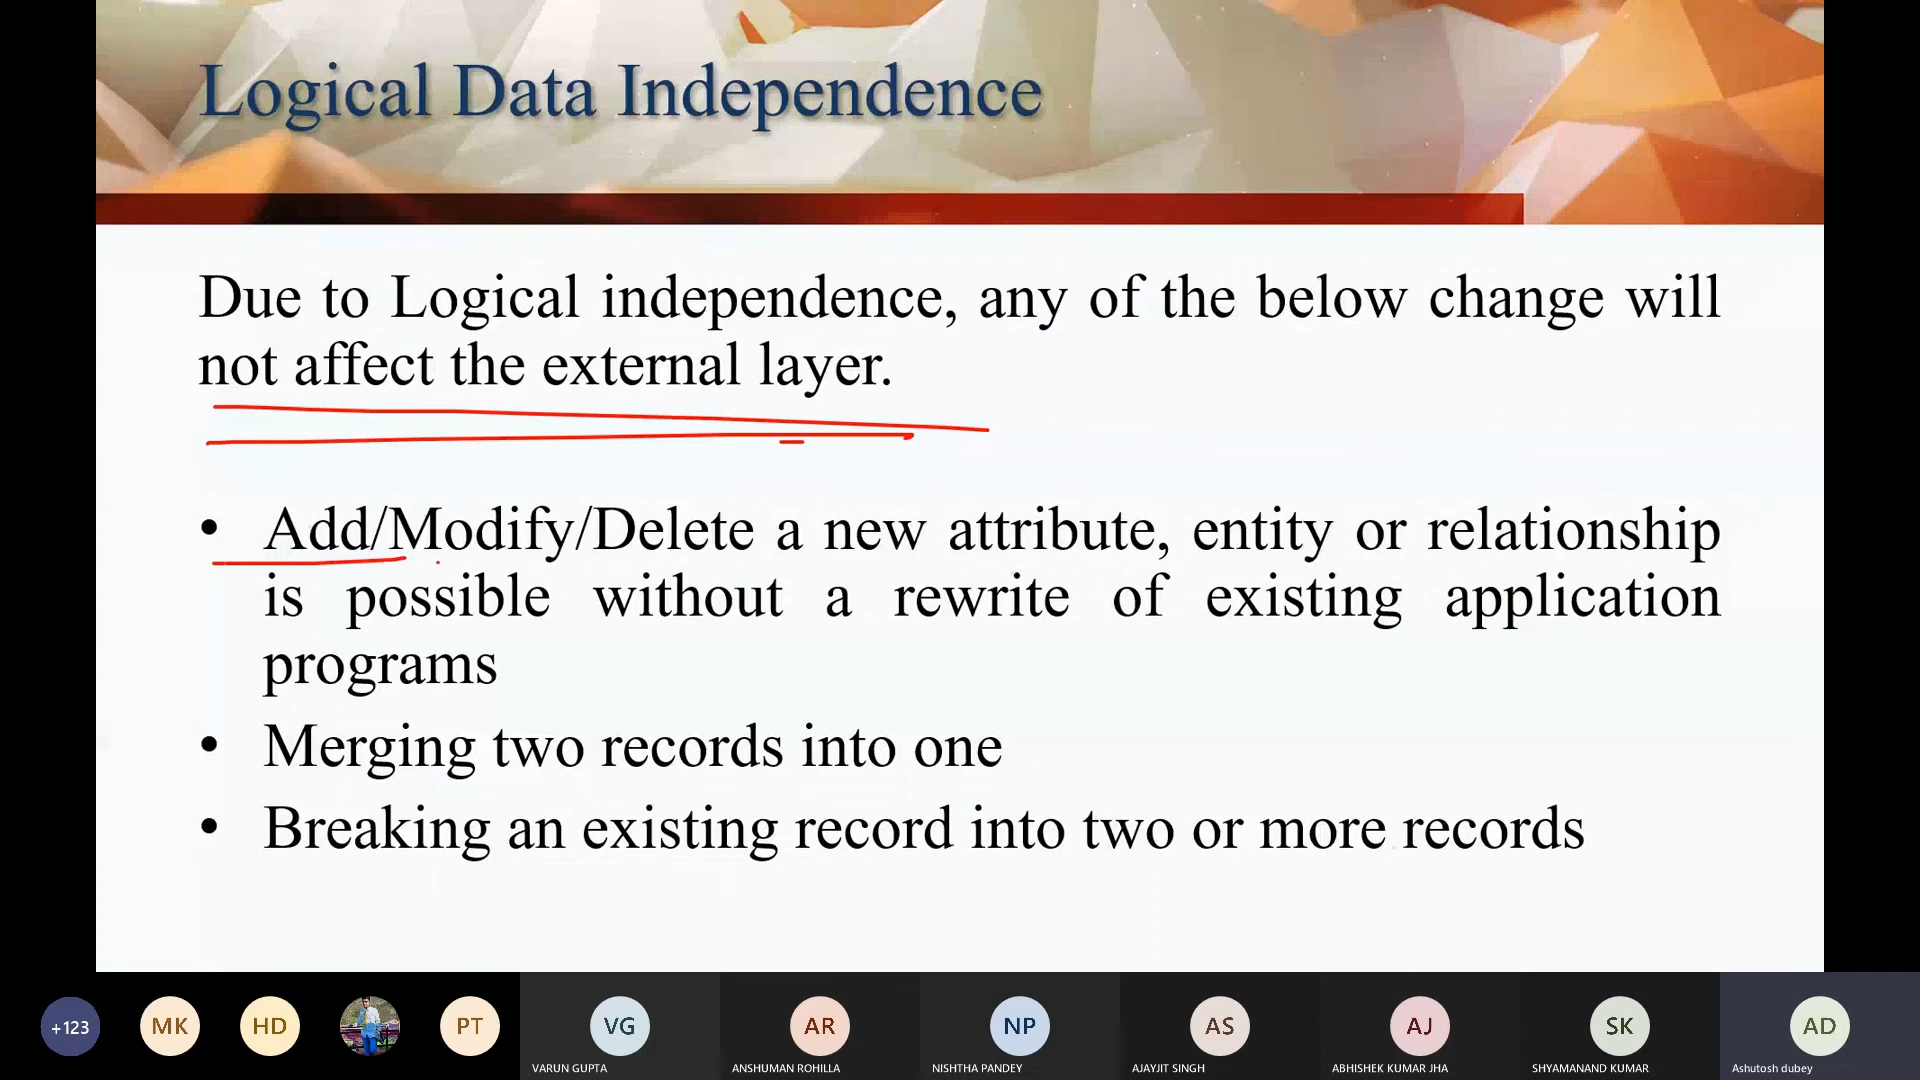 Logical Data Independence
Due to Logical independence, any of the below change will
not affect the external layer.
• Add/Modify/Delete a new attribute, entity or relationship
is possible without a rewrite of existing application
programs
• Merging two records into one
• Breaking an existing record into two or more records
+123 MK HD PT VG AR NP AS AJ SK AD
VARUN GUPTA ANSHUMAN ROHILLA NISHTHA PANDEY AJAYJIT SINGH ABHISHEK KUMAR JHA SHYAMANAND KUMAR Ashutosh dubey